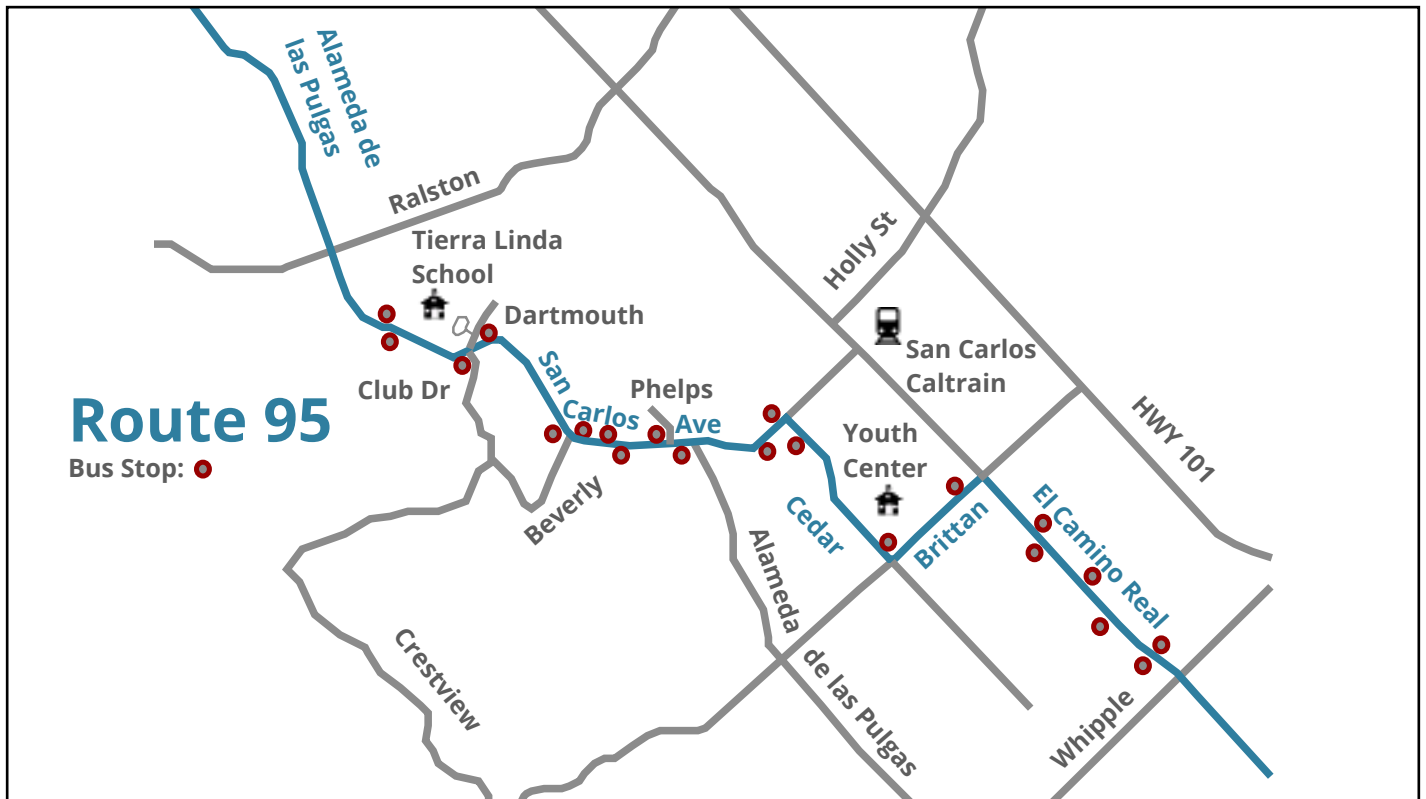 Alameda de
las Pulgas
Ralston
Tierra Linda
School
Dartmouth
Holly St
San Carlos
Caltrain
Club Dr
San
Carlos
Ave
Phelps
Route 95
Bus Stop:
Youth
Center
HWY 101
Beverly
Cedar
Brittan
El Camino Real
Alameda
de las Pulgas
Crestview
Whipple